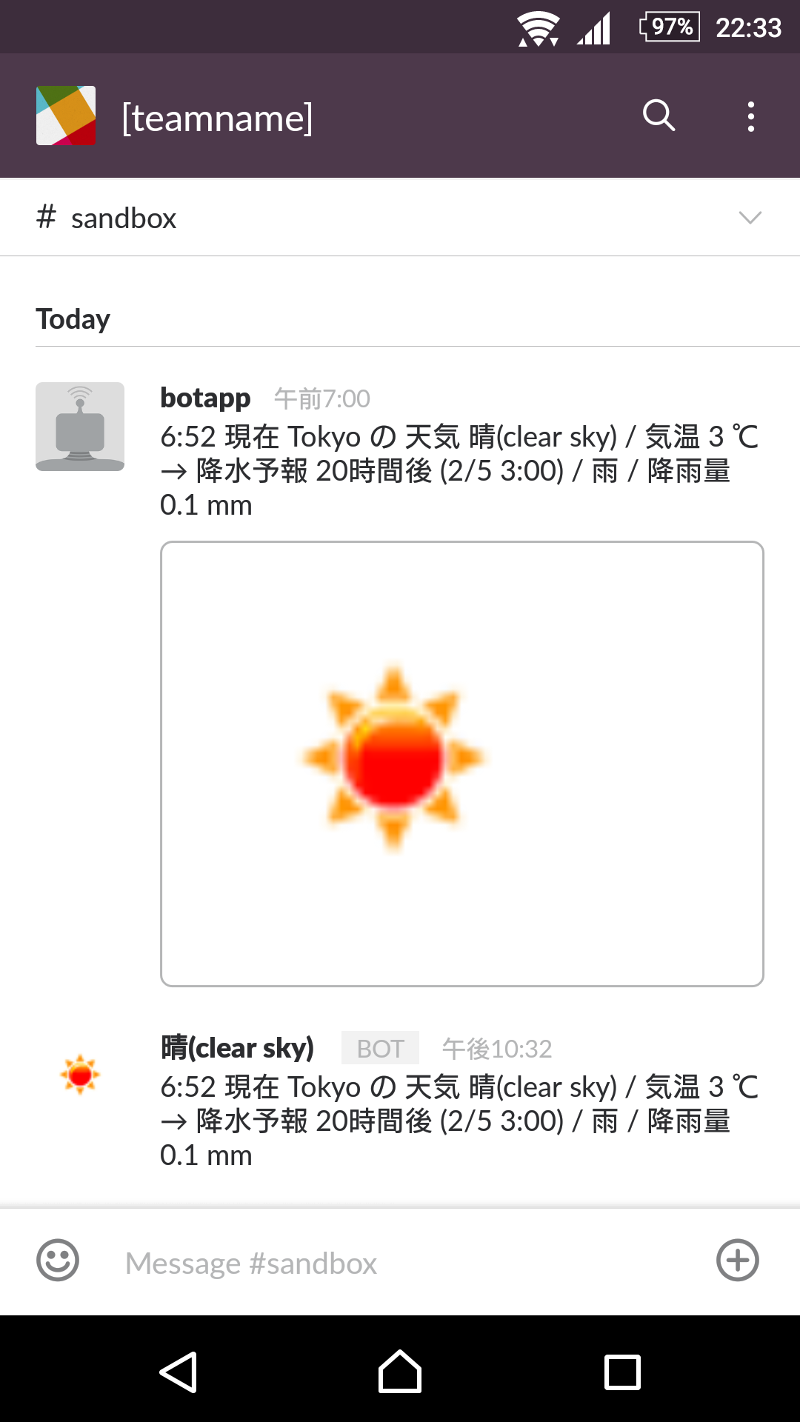 97% 22:33
[teamname]
# sandbox
Today
botapp 午前7:00
6:52 現在 Tokyo の 天気 晴(clear sky) / 気温 3 ℃
→ 降水予報 20時間後 (2/5 3:00) / 雨 / 降雨量
0.1 mm
晴(clear sky) BOT 午後10:32
6:52 現在 Tokyo の 天気 晴(clear sky) / 気温 3 ℃
→ 降水予報 20時間後 (2/5 3:00) / 雨 / 降雨量
0.1 mm
Message #sandbox